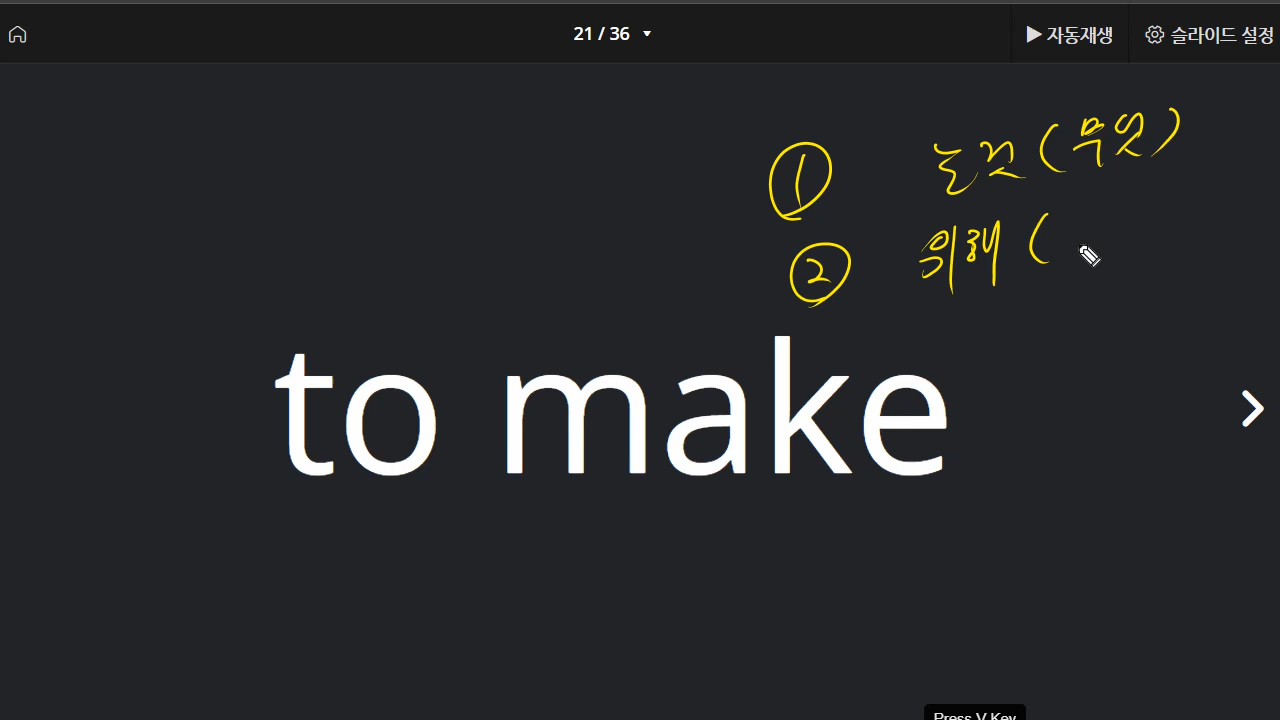 21 / 36
자동재생
슬라이드 설정
① 는것 (무엇)
② 위해 (
to make
Press V Key